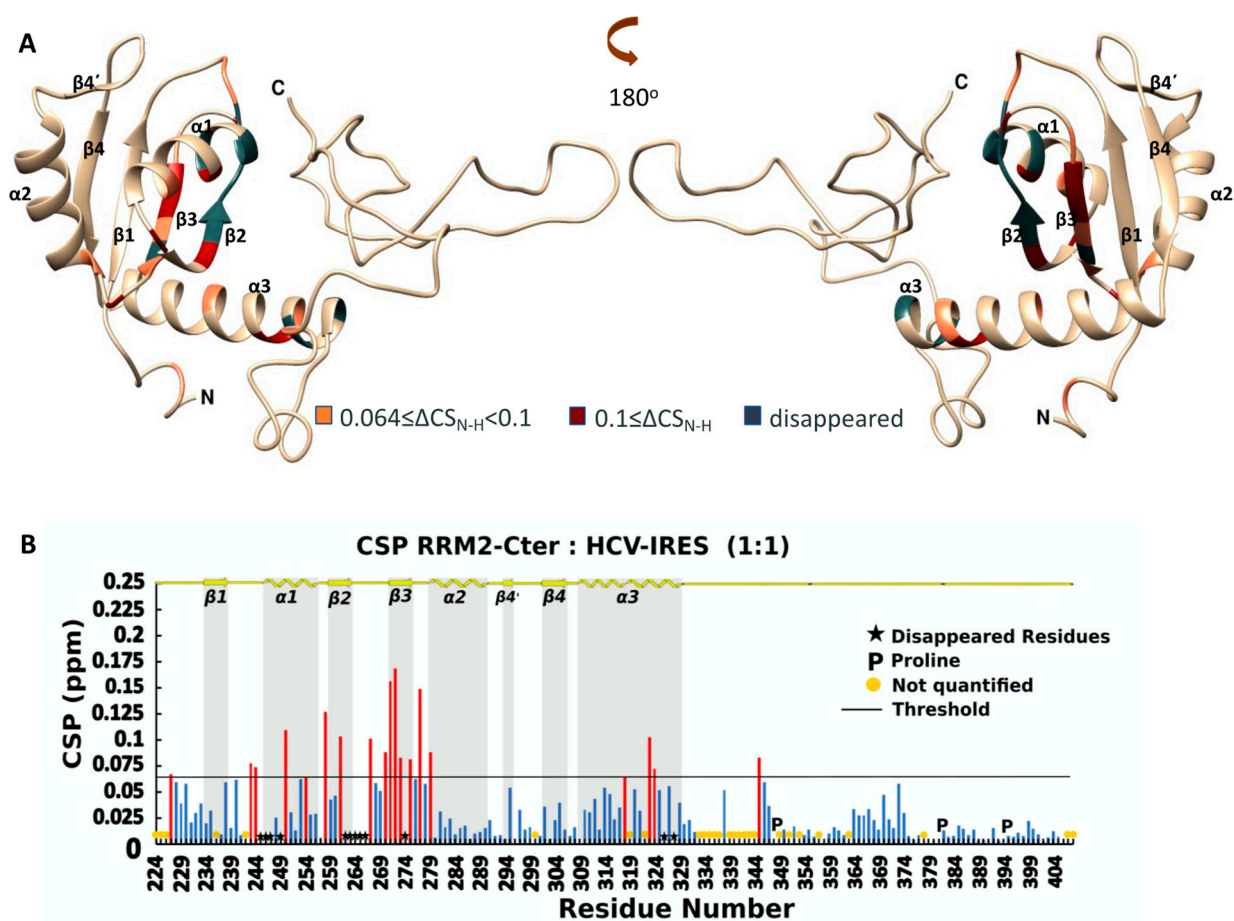 A
β4′
β4
α2
β1
α1
β3
β2
α3
C
N
180o
C
β4′
α1
β4
α2
β2
β3
β1
α3
N
0.064≤ΔCSN-H<0.1
0.1≤ΔCSN-H
disappeared
B
CSP RRM2-Cter : HCV-IRES (1:1)
CSP (ppm)
0.25
0.225
0.2
0.175
0.15
0.125
0.1
0.075
0.05
0.025
0
β1 α1 β2 β3 α2 β4' β4 α3
★ Disappeared Residues
P Proline
Not quantified
Threshold
P P P
224 229 234 239 244 249 254 259 264 269 274 279 284 289 294 299 304 309 314 319 324 329 334 339 344 349 354 359 364 369 374 379 384 389 394 399 404
Residue Number